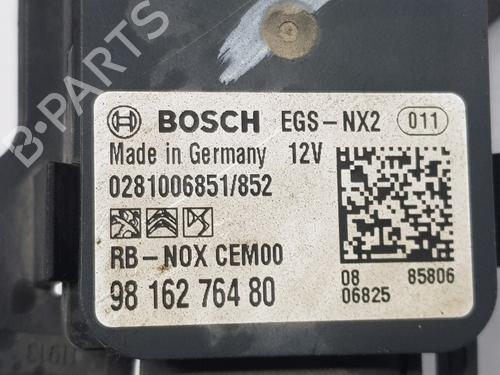 BOSCH EGS-NX2 011
Made in Germany 12V
0281006851/852
RB-NOX CEM00
98 162 764 80
08 85806
06825